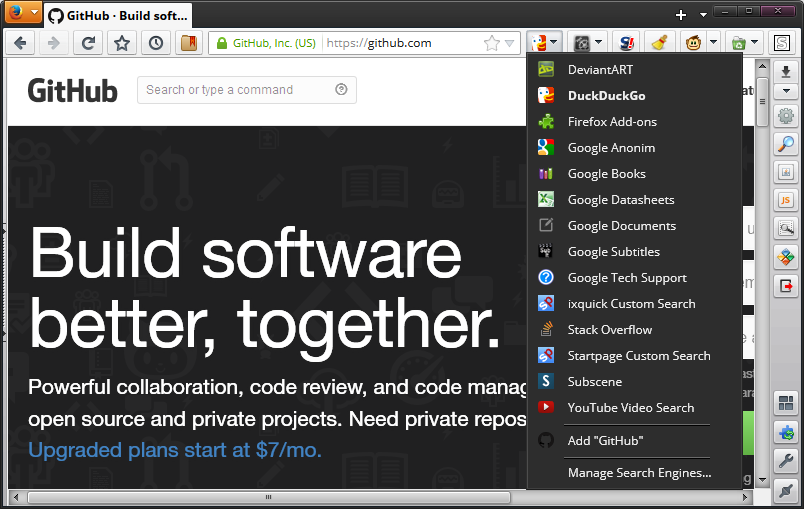 GitHub · Build soft...
GitHub, Inc. (US)
https://github.com
GitHub
Search or type a command
Build software
better, together.
Powerful collaboration, code review, and code manag
open source and private projects. Need private repos
Upgraded plans start at $7/mo.
DeviantART
DuckDuckGo
Firefox Add-ons
Google Anonim
Google Books
Google Datasheets
Google Documents
Google Subtitles
Google Tech Support
ixquick Custom Search
Stack Overflow
Startpage Custom Search
Subscene
YouTube Video Search
Add "GitHub"
Manage Search Engines...
JS